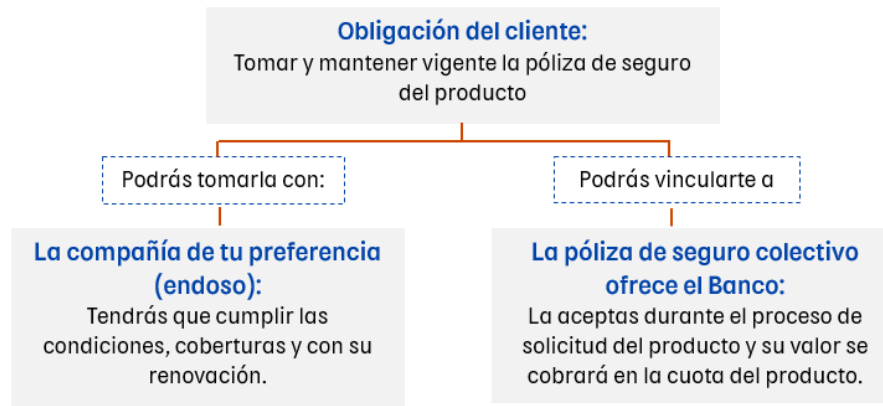 Obligación del cliente:
Tomar y mantener vigente la póliza de seguro
del producto
Podrás tomarla con:
Podrás vincularte a
La compañía de tu preferencia
(endoso):
Tendrás que cumplir las
condiciones, coberturas y con su
renovación.
La póliza de seguro colectivo
ofrece el Banco:
La aceptas durante el proceso de
solicitud del producto y su valor se
cobrará en la cuota del producto.